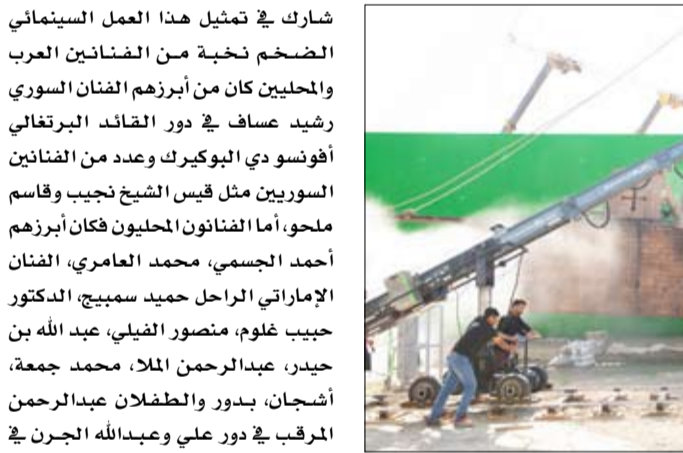 شارك في تمثيل هذا العمل السينمائي
الضخم نخبة من الفنانين العرب
والمحليين كان من أبرزهم الفنان السوري
رشيد عساف في دور القائد البرتغالي
أفونسو دي البوكيرك وعدد من الفنانين
السوريين مثل قيس الشيخ نجيب وقاسم
ملحو، أما الفنانون المحليون فكان أبرزهم
أحمد الجسمي، محمد العامري، الفنان
الإماراتي الراحل حميد سمبيج، الدكتور
حبيب غلوم، منصور الفيلي، عبد الله بن
حيدر، عبدالرحمن الملا، محمد جمعة،
أشجان، بدور والطفلان عبدالرحمن
المرقب في دور علي وعبدالله الجرن في